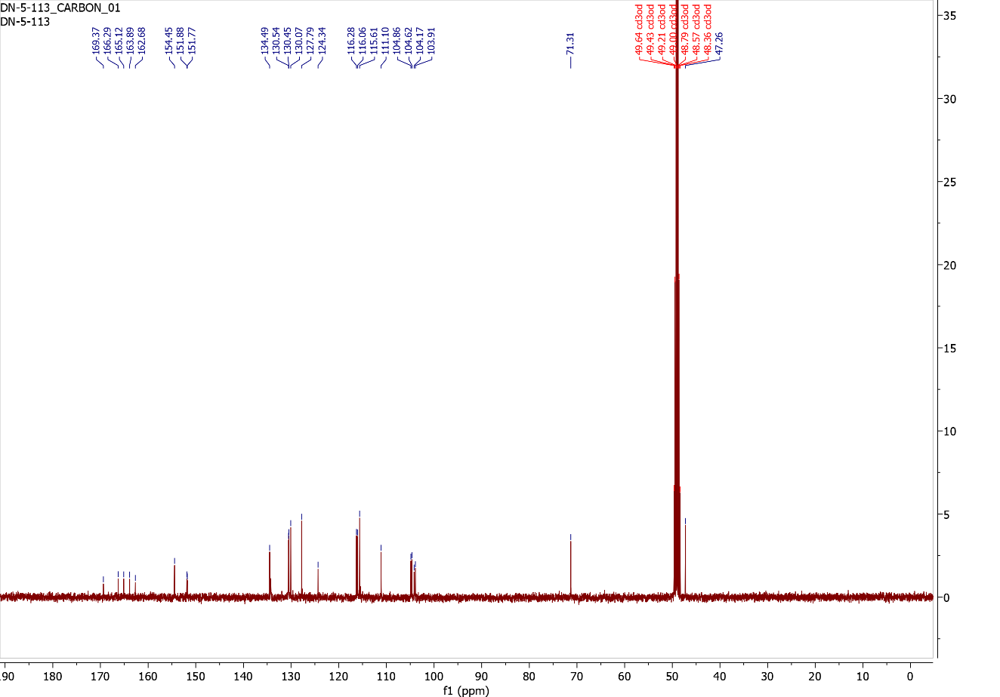 DN-5-113_CARBON_01
DN-5-113
169.37
166.29
165.12
163.89
162.68
154.45
151.88
151.77
134.49
130.54
130.45
130.07
127.79
124.34
116.28
116.06
115.61
111.10
104.86
104.62
104.17
103.91
71.31
49.64 cd3od
49.43 cd3od
49.21 cd3od
49.00 cd3od
48.79 cd3od
48.57 cd3od
48.36 cd3od
47.26
35
30
25
20
15
10
5
0
90 180 170 160 150 140 130 120 110 100 90 80 70 60 50 40 30 20 10 0
f1 (ppm)